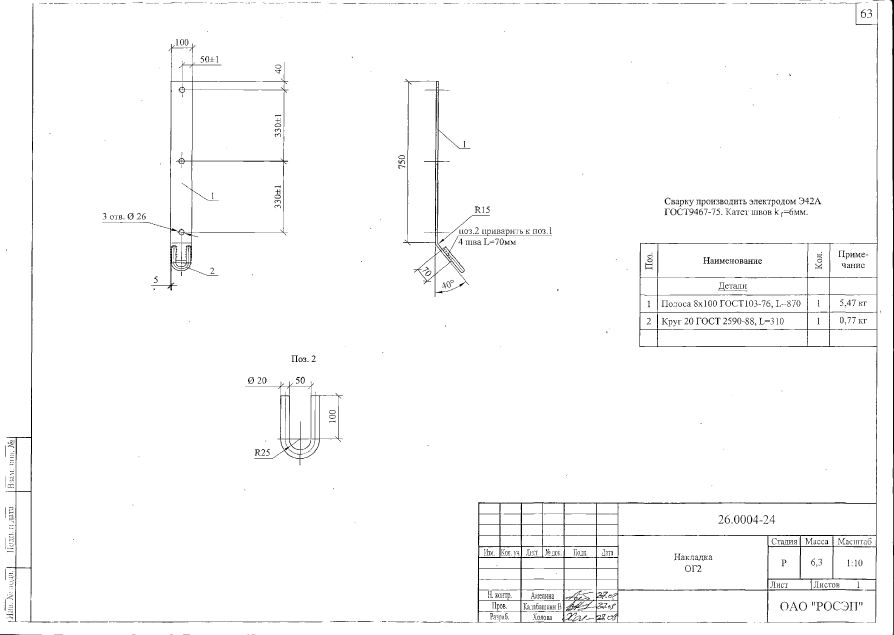 63
100
50±1
40
330±1
330±1
1
3 отв. Ø 26
2
5
750
1
R15
поз.2 приварить к поз.1
4 шва L=70мм
70
40°
Сварку производить электродом Э42А
ГОСТ9467-75. Катет швов k f=6мм.
Поз. Наименование Кол. Приме-
чание
Детали
1 Полоса 8х100 ГОСТ103-76, L=870 1 5,47 кг
2 Круг 20 ГОСТ 2590-88, L=310 1 0,77 кг
Поз. 2
Ø 20
50
100
R25
Взам. инв. №
Подп. и дата
Инв. № подл.
26.0004-24
Изм. Кол. уч. Лист № док. Подп. Дата
Накладка
ОГ2
Стадия Масса Масштаб
Р 6,3 1:10
Лист Листов 1
Н. контр. Амелина
Пров. Калабашкин В.
Разраб. Холова
ОАО "РОСЭП"